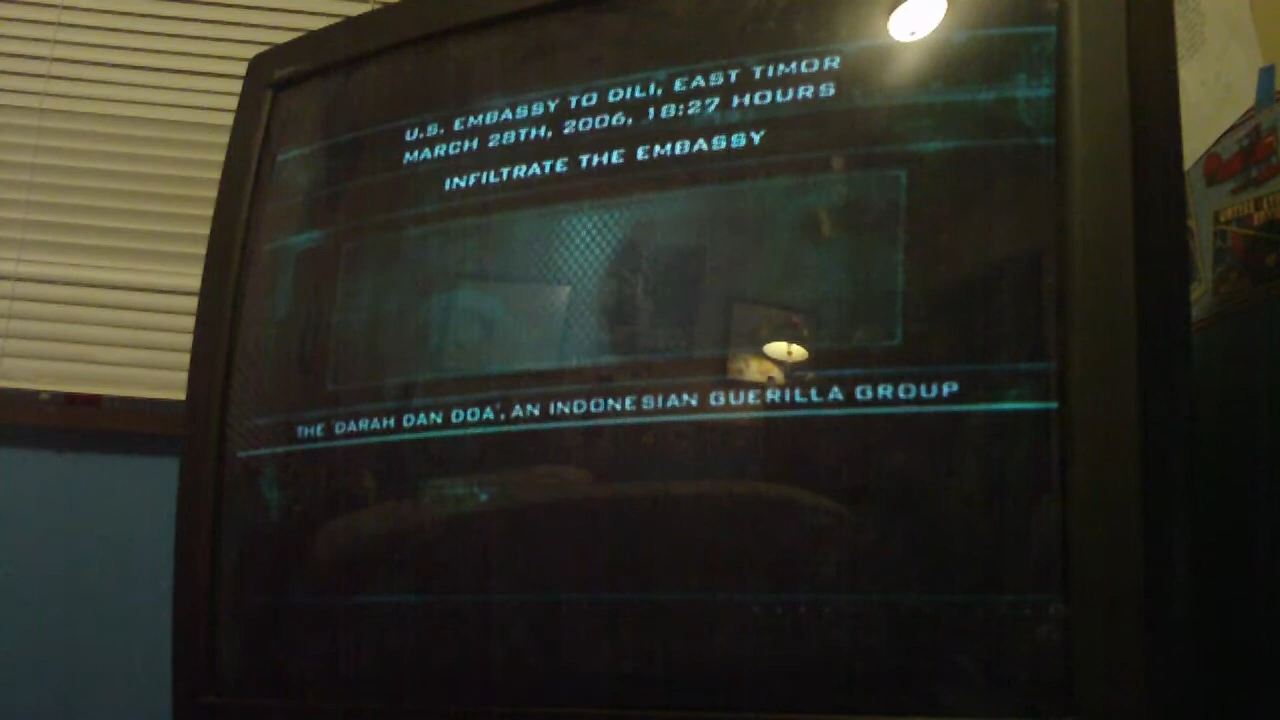 U.S. EMBASSY TO DILI, EAST TIMOR
MARCH 28TH, 2006, 18:27 HOURS
INFILTRATE THE EMBASSY
THE 'DARAH DAN DOA', AN INDONESIAN GUERILLA GROUP